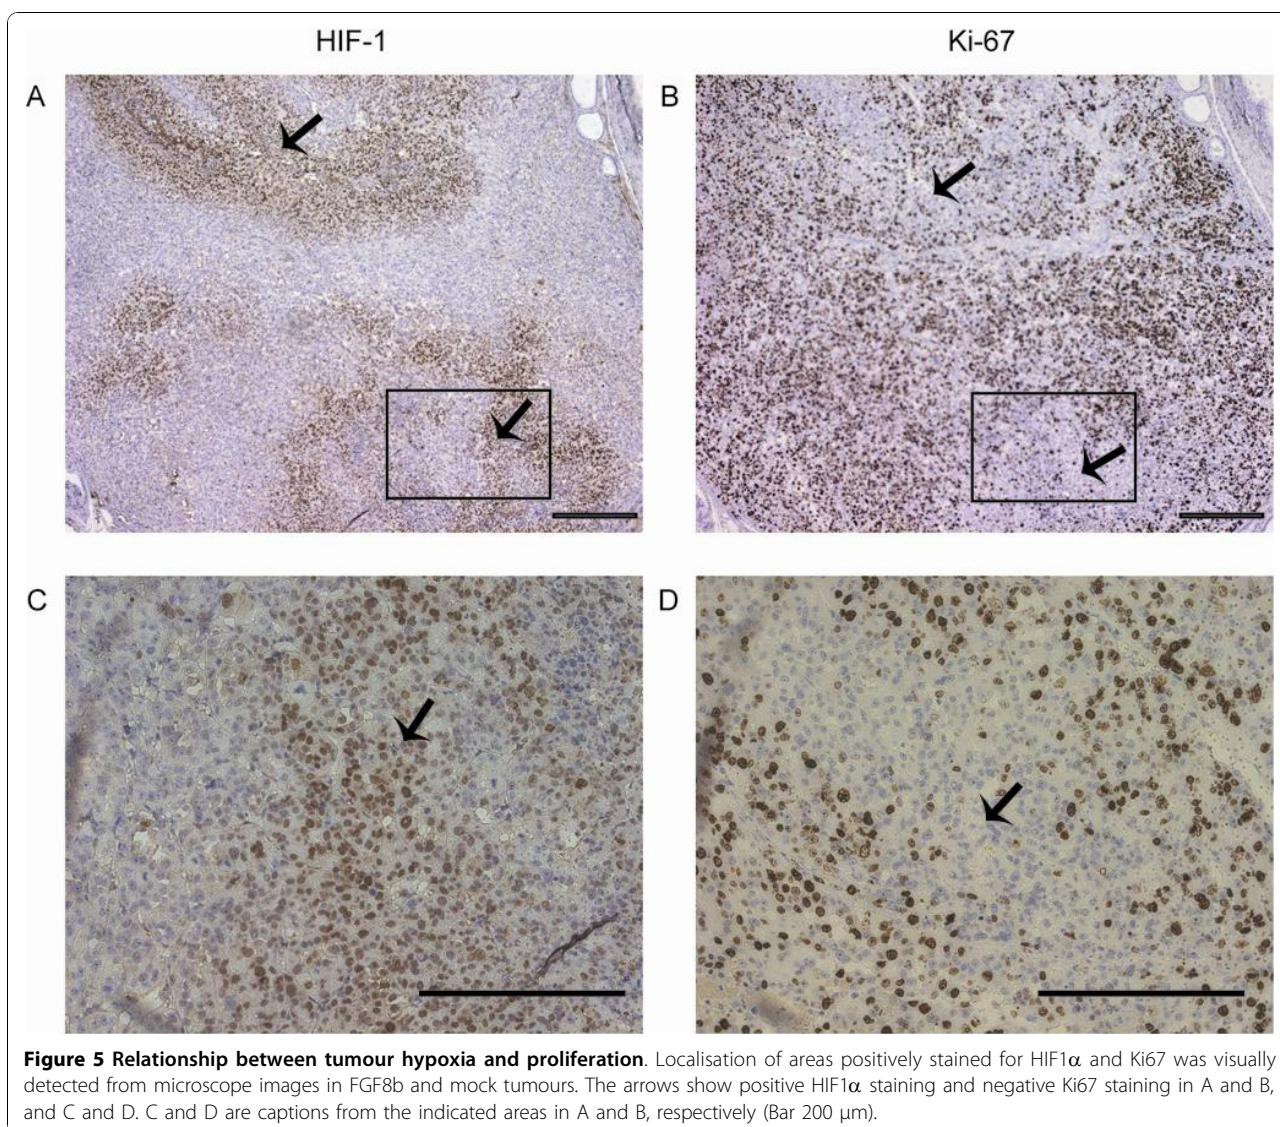 HIF-1
Ki-67
A
B
C
D
Figure 5 Relationship between tumour hypoxia and proliferation. Localisation of areas positively stained for HIF1α and Ki67 was visually
detected from microscope images in FGF8b and mock tumours. The arrows show positive HIF1α staining and negative Ki67 staining in A and B,
and C and D. C and D are captions from the indicated areas in A and B, respectively (Bar 200 μm).